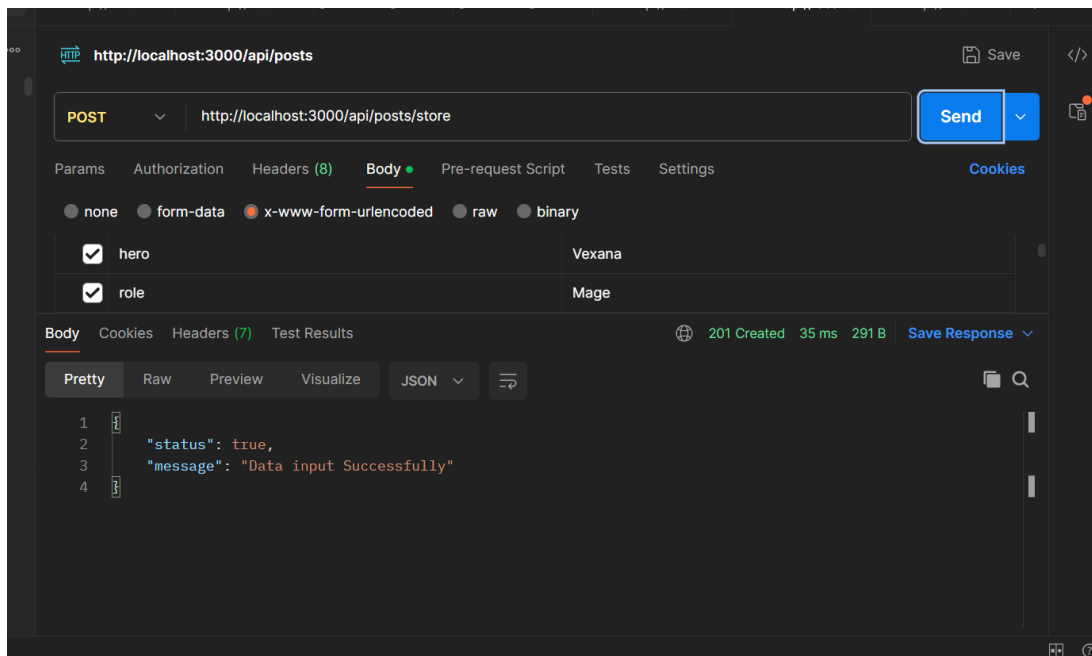 HTTP http://localhost:3000/api/posts Save </>
POST http://localhost:3000/api/posts/store Send
Params Authorization Headers (8) Body Pre-request Script Tests Settings Cookies
none form-data x-www-form-urlencoded raw binary
hero Vexana
role Mage
Body Cookies Headers (7) Test Results 201 Created 35 ms 291 B Save Response
Pretty Raw Preview Visualize JSON
1 {
2 "status": true,
3 "message": "Data input Successfully"
4 }